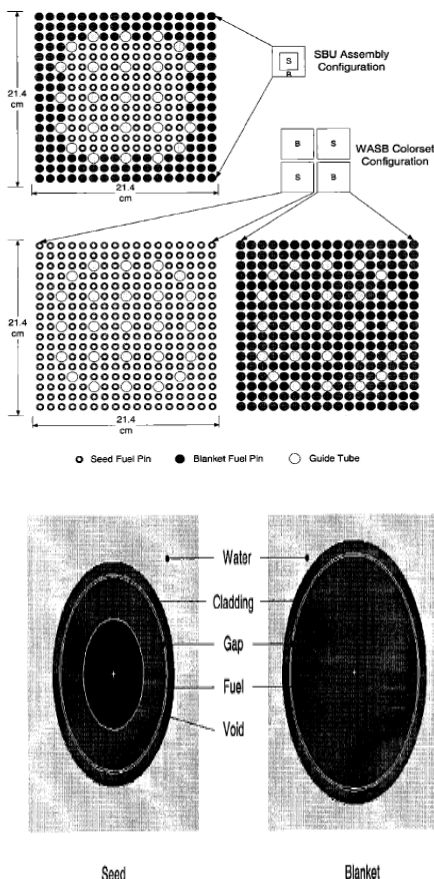 SBU Assembly
Configuration
S
B
21.4
cm
21.4
cm
WASB Colorset
Configuration
B S
S B
21.4
cm
21.4
cm
Seed Fuel Pin Blanket Fuel Pin Guide Tube
Water
Cladding
Gap
Fuel
Void
Seed Blanket